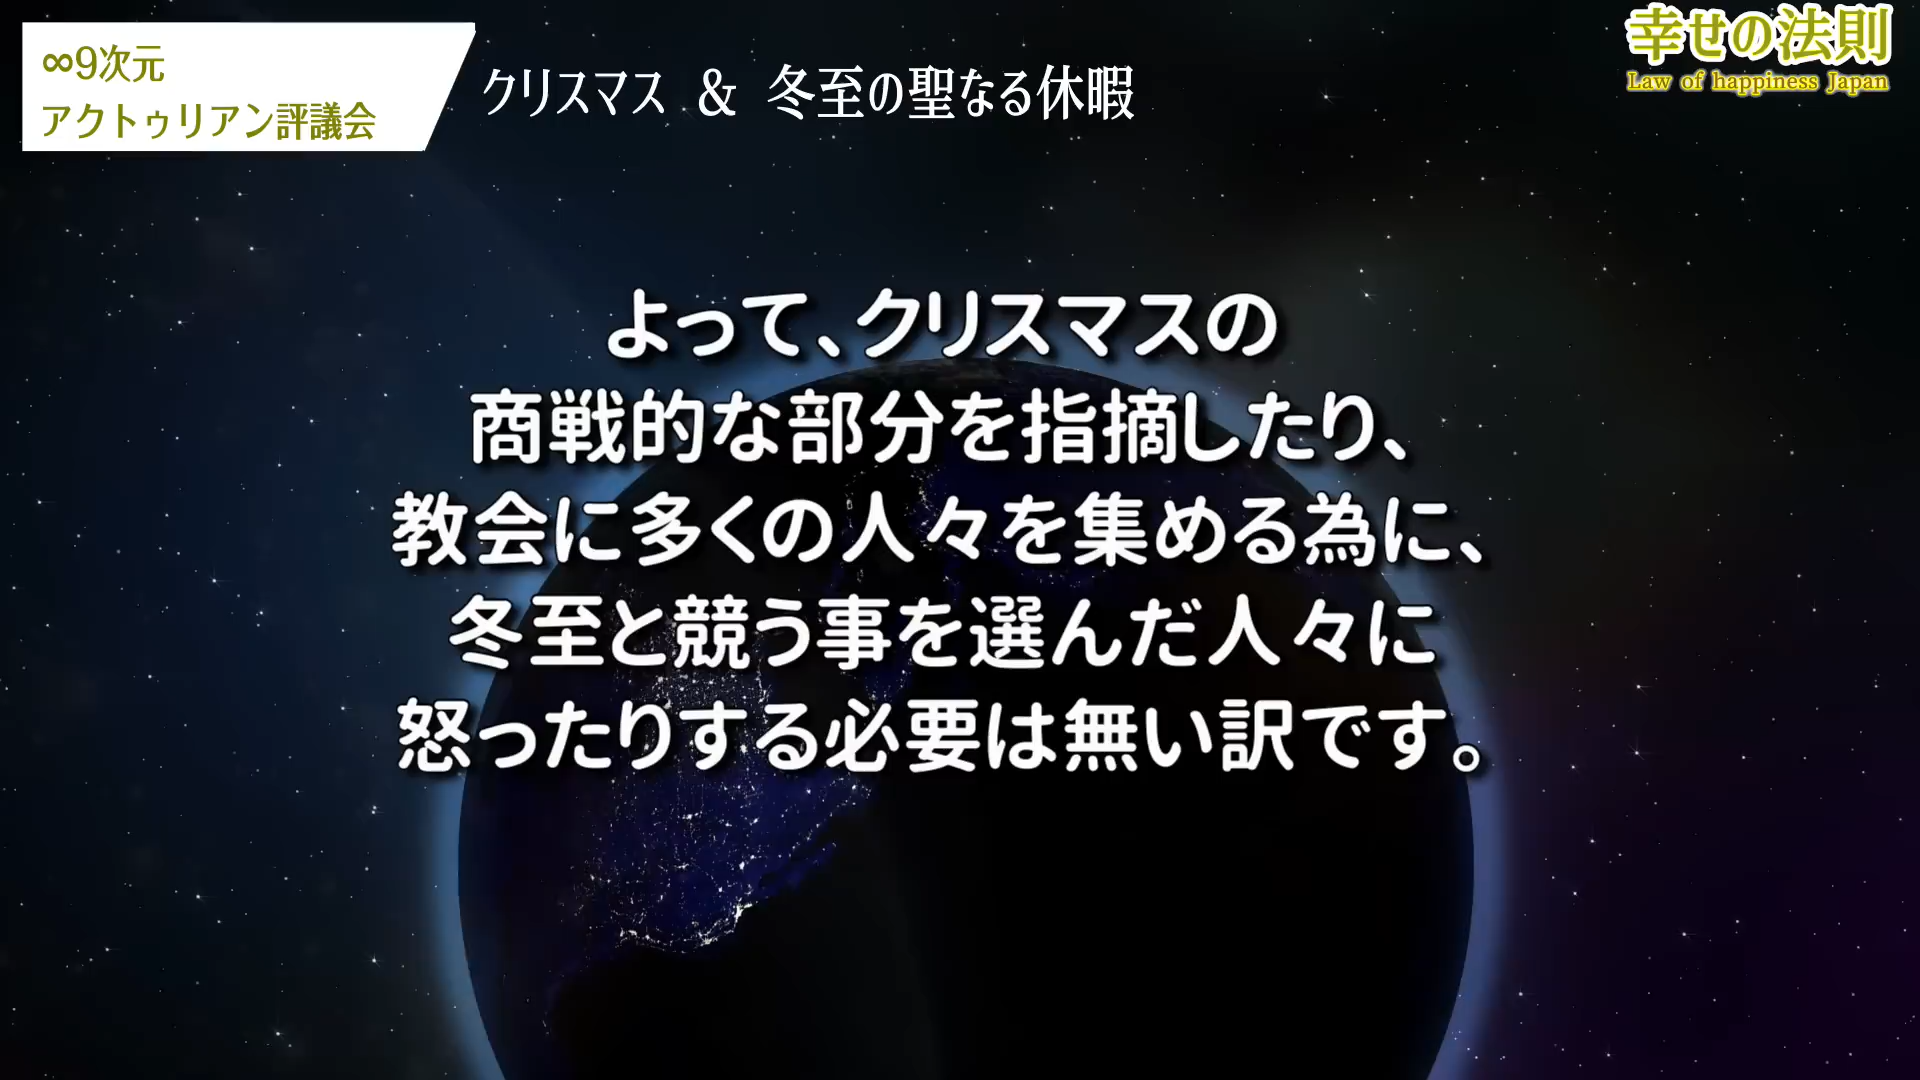 ∞9次元
アクトゥリアン評議会
クリスマス ＆ 冬至の聖なる休暇
幸せの法則
Law of happiness Japan
よって、クリスマスの
商戦的な部分を指摘したり、
教会に多くの人々を集める為に、
冬至と競う事を選んだ人々に
怒ったりする必要は無い訳です。